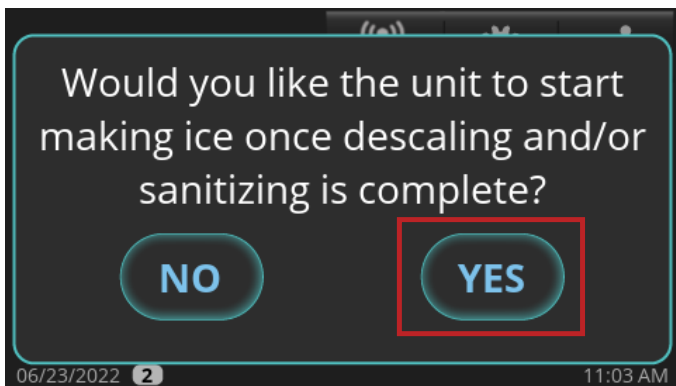 Would you like the unit to start
making ice once descaling and/or
sanitizing is complete?
NO YES
06/23/2022 2 11:03 AM